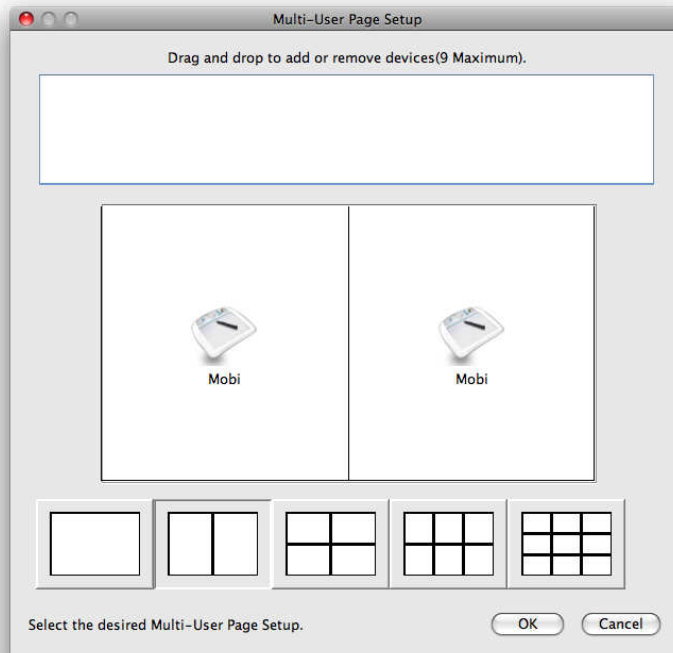 Multi-User Page Setup
Drag and drop to add or remove devices(9 Maximum).
Mobi
Mobi
Select the desired Multi-User Page Setup.
OK
Cancel